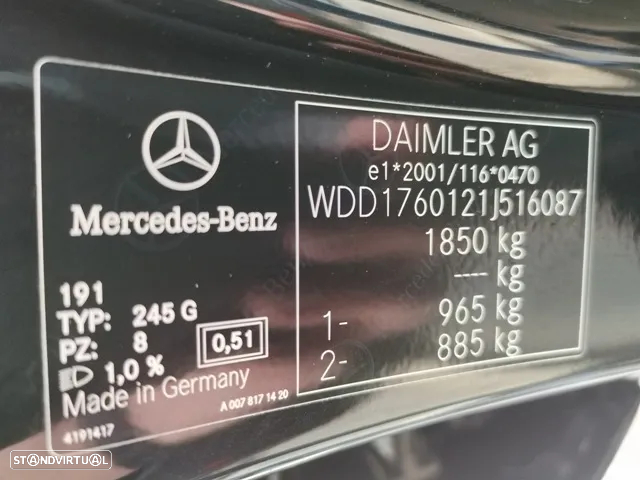 Mercedes-Benz
191
TYP: 245 G
PZ: 8
1,0 %
0,51
Made in Germany
4191417
A 007 817 14 20
DAIMLER AG
e1*2001/116*0470
WDD1760121J516087
1850 kg
---- kg
1- 965 kg
2- 885 kg
STANDVIRTUAL